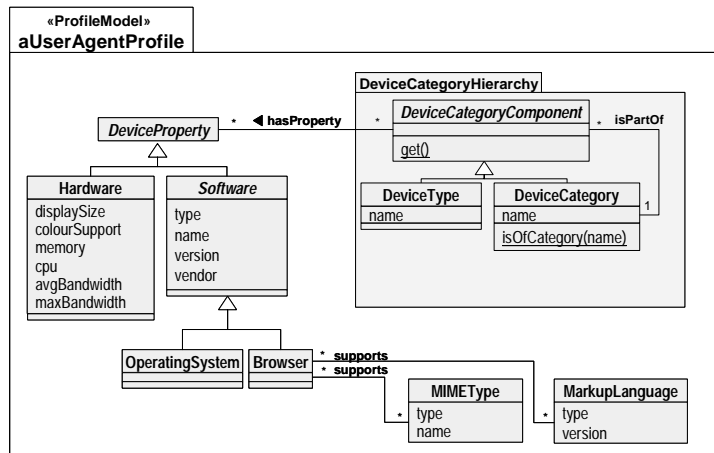 «ProfileModel»
aUserAgentProfile
DeviceCategoryHierarchy
DeviceProperty
* ◀ hasProperty *
DeviceCategoryComponent
get()
* isPartOf
1
Hardware
displaySize
colourSupport
memory
cpu
avgBandwidth
maxBandwidth
Software
type
name
version
vendor
DeviceType
name
DeviceCategory
name
isOfCategory(name)
OperatingSystem
Browser
* supports
* supports
*
MIMEType
type
name
*
MarkupLanguage
type
version